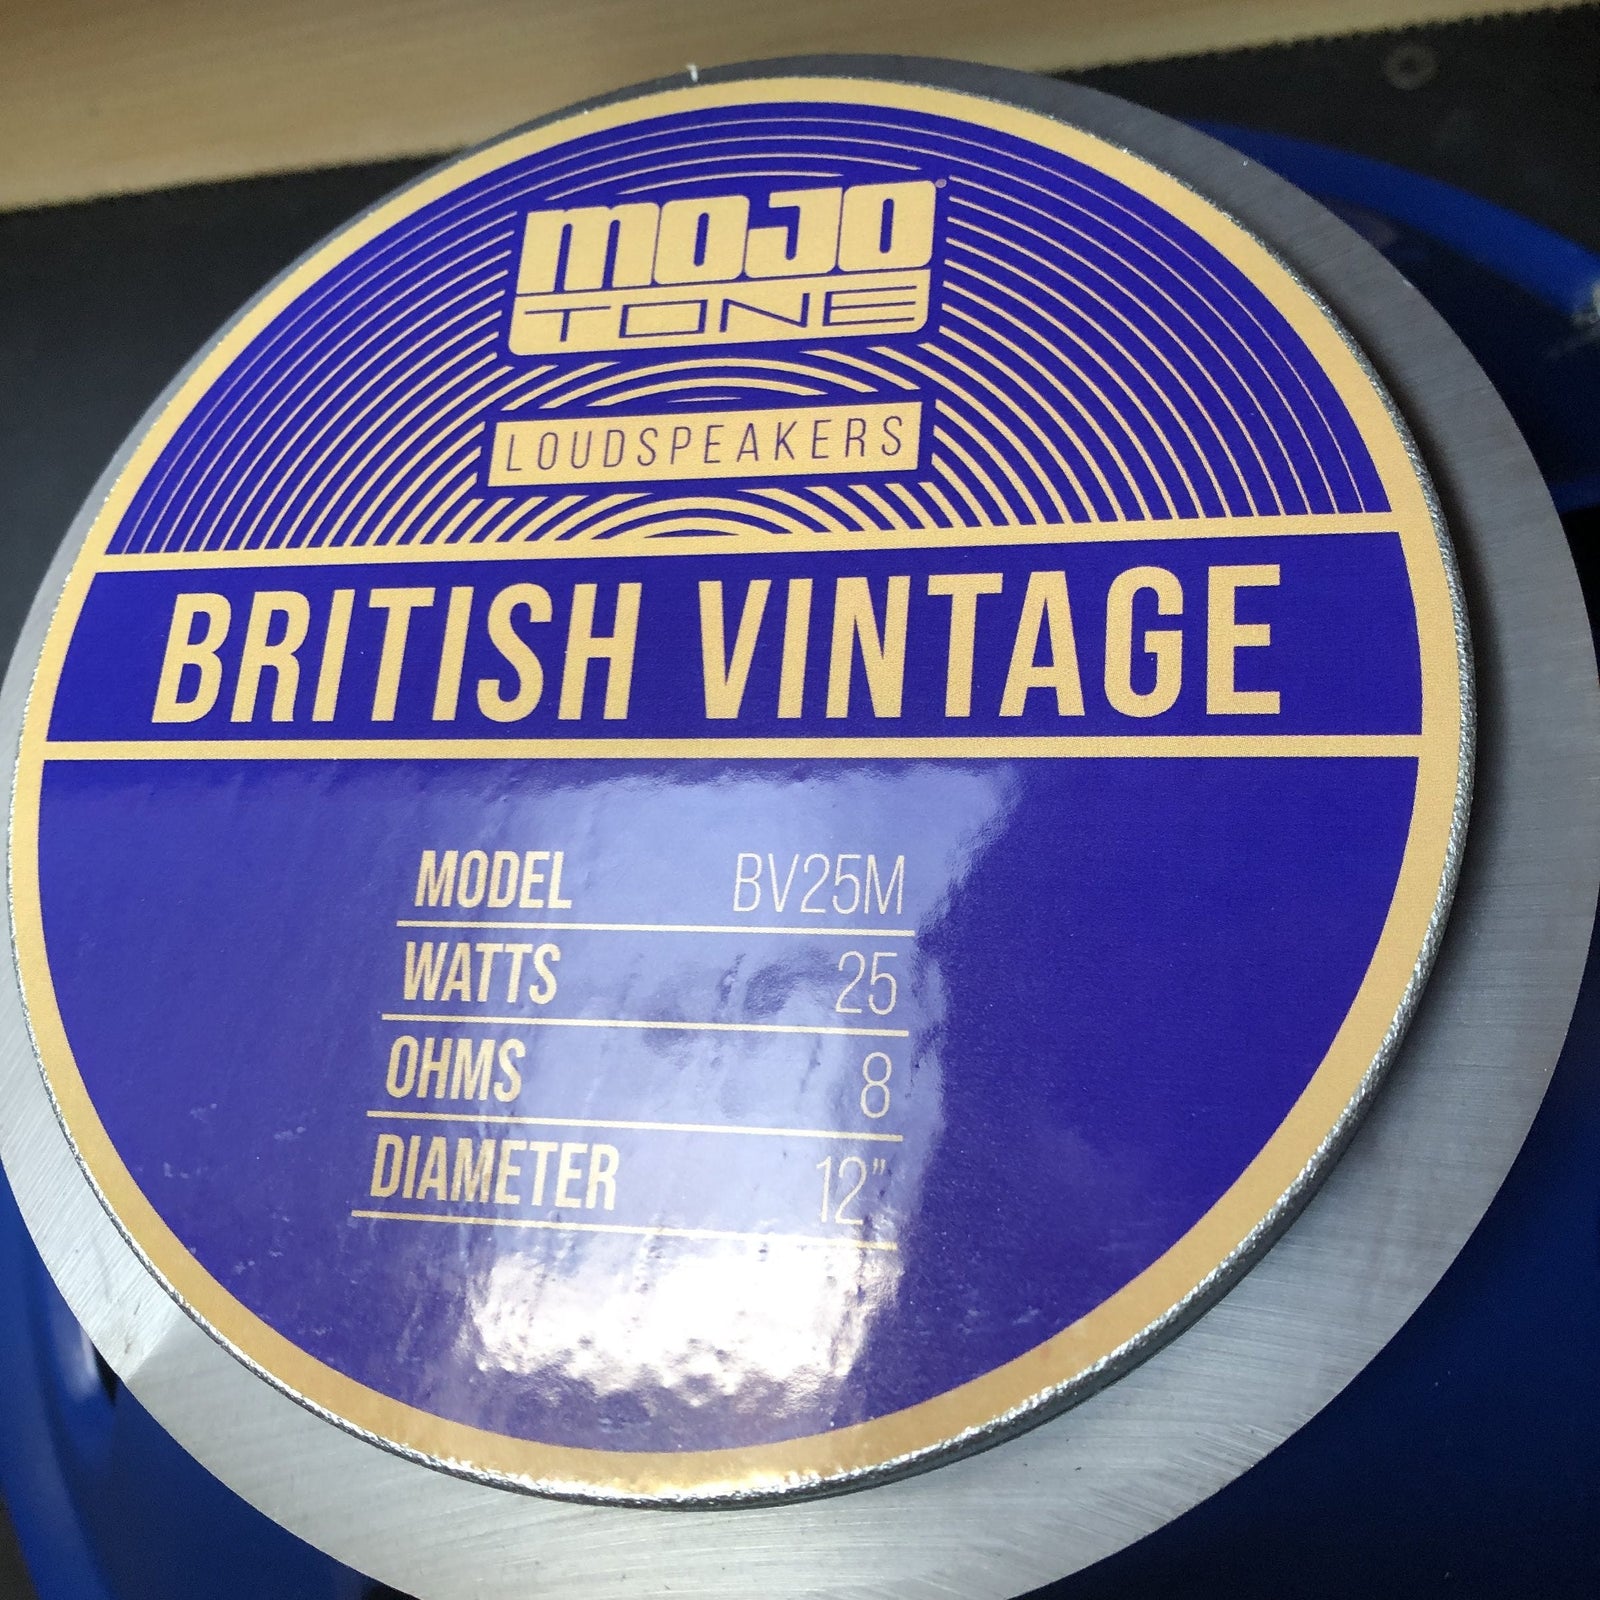 MOJO
TONE
LOUDSPEAKERS
BRITISH VINTAGE
MODEL BV25M
WATTS 25
OHMS 8
DIAMETER 12"